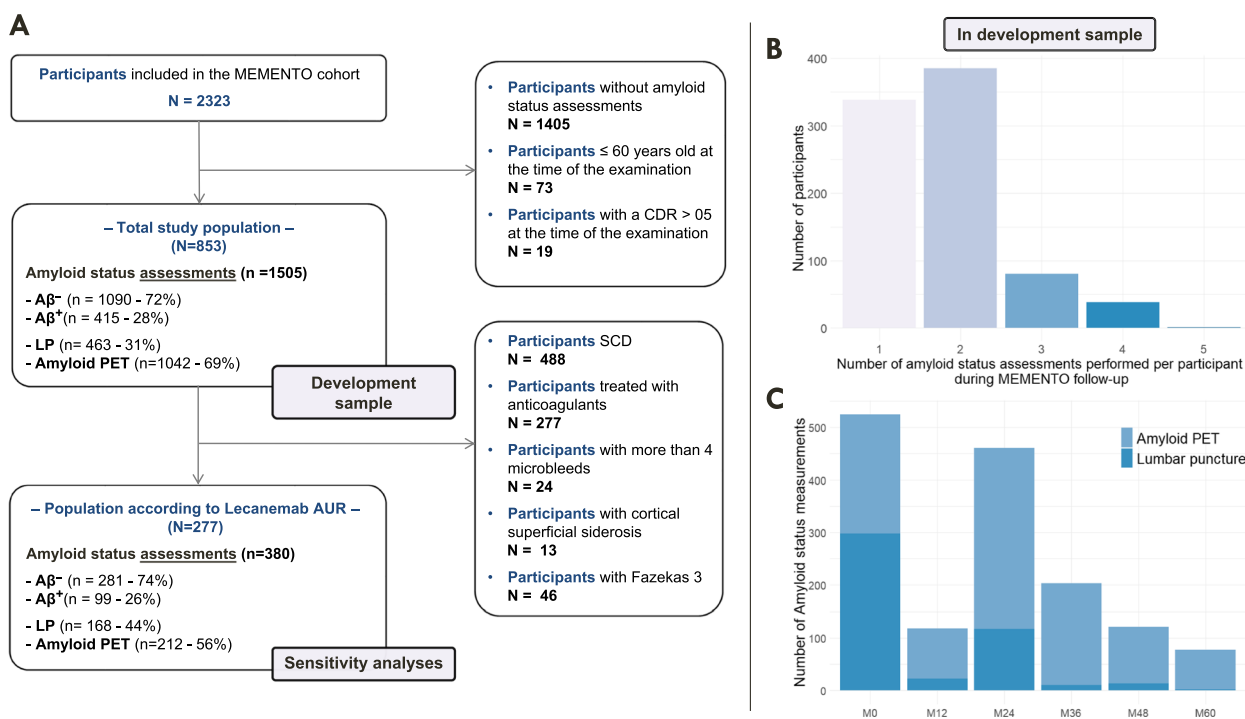 A
Participants included in the MEMENTO cohort
N = 2323
• Participants without amyloid
status assessments
N = 1405
• Participants ≤ 60 years old at
the time of the examination
N = 73
• Participants with a CDR > 05
at the time of the examination
N = 19
– Total study population –
(N=853)
Amyloid status assessments (n =1505)
- Aβ⁻ (n = 1090 - 72%)
- Aβ⁺ (n = 415 - 28%)
- LP (n = 463 - 31%)
- Amyloid PET (n=1042 - 69%)
Development
sample
• Participants SCD
N = 488
• Participants treated with
anticoagulants
N = 277
• Participants with more than 4
microbleeds
N = 24
• Participants with cortical
superficial siderosis
N = 13
• Participants with Fazekas 3
N = 46
– Population according to Lecanemab AUR –
(N=277)
Amyloid status assessments (n=380)
- Aβ⁻ (n = 281 - 74%)
- Aβ⁺ (n = 99 - 26%)
- LP (n= 168 - 44%)
- Amyloid PET (n=212 - 56%)
Sensitivity analyses
In development sample
B
Number of participants
400
300
200
100
0
1 2 3 4 5
Number of amyloid status assessments performed per participant
during MEMENTO follow-up
C
Number of Amyloid status measurements
500
400
300
200
100
0
Amyloid PET
Lumbar puncture
M0 M12 M24 M36 M48 M60